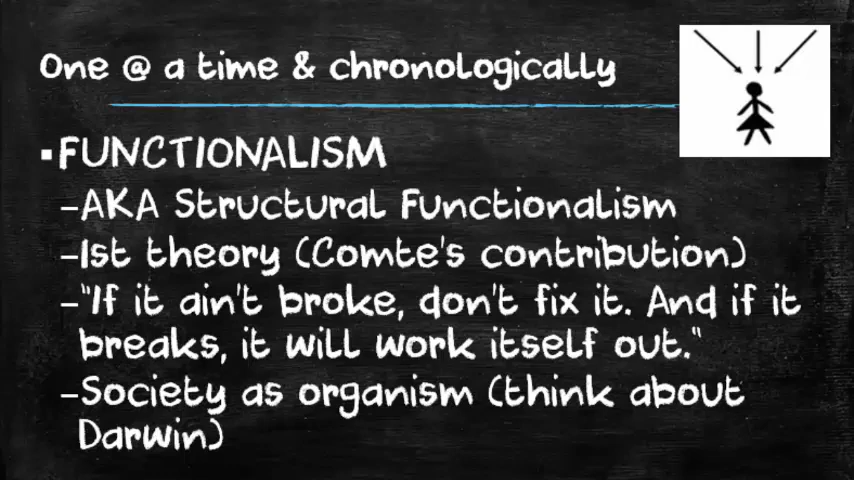 One @ a time & chronologically
▪FUNCTIONALISM
–AKA Structural Functionalism
–1st theory (Comte's contribution)
–"If it ain't broke, don't fix it. And if it
breaks, it will work itself out."
–Society as organism (think about
Darwin)